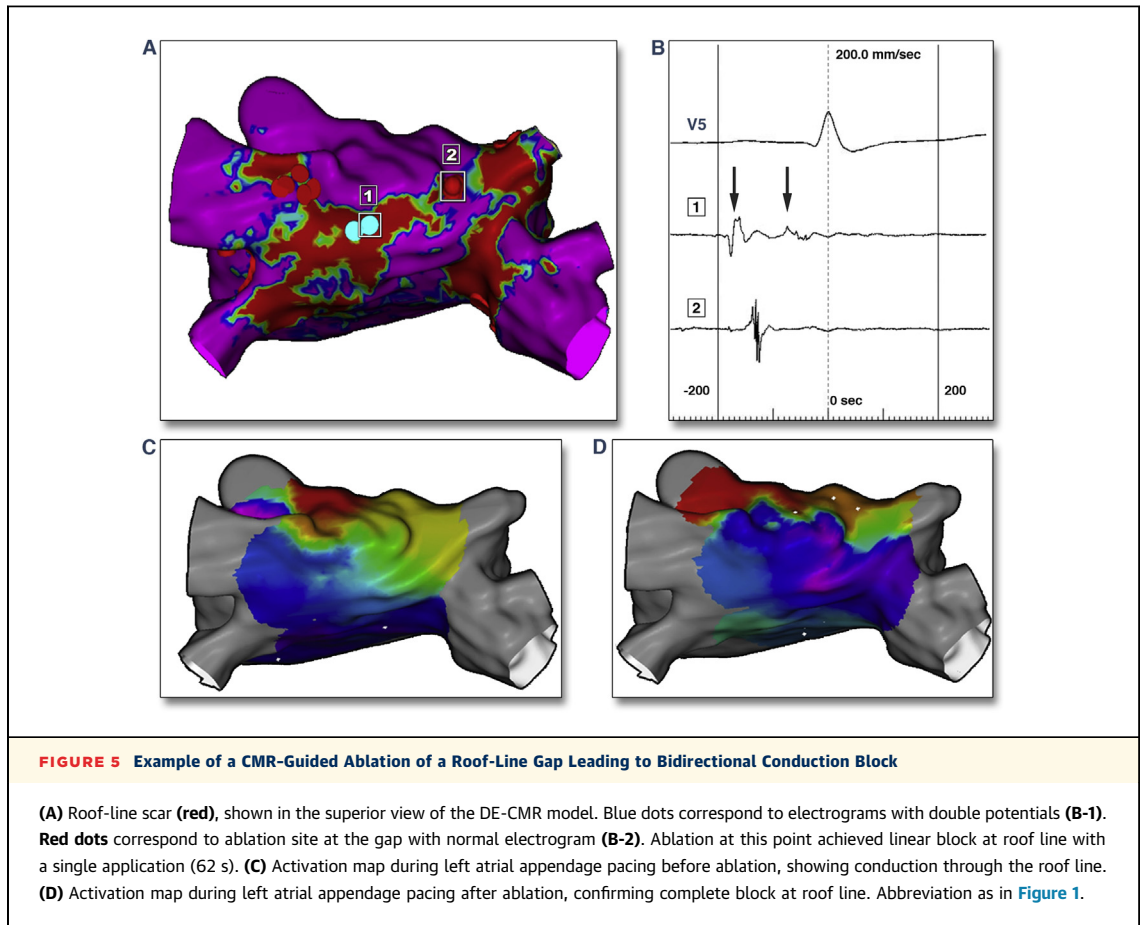 A
2
1
B
200.0 mm/sec
V5
1
2
-200
200
0 sec
C
D
FIGURE 5 Example of a CMR-Guided Ablation of a Roof-Line Gap Leading to Bidirectional Conduction Block
(A) Roof-line scar (red), shown in the superior view of the DE-CMR model. Blue dots correspond to electrograms with double potentials (B-1).
Red dots correspond to ablation site at the gap with normal electrogram (B-2). Ablation at this point achieved linear block at roof line with
a single application (62 s). (C) Activation map during left atrial appendage pacing before ablation, showing conduction through the roof line.
(D) Activation map during left atrial appendage pacing after ablation, confirming complete block at roof line. Abbreviation as in Figure 1.